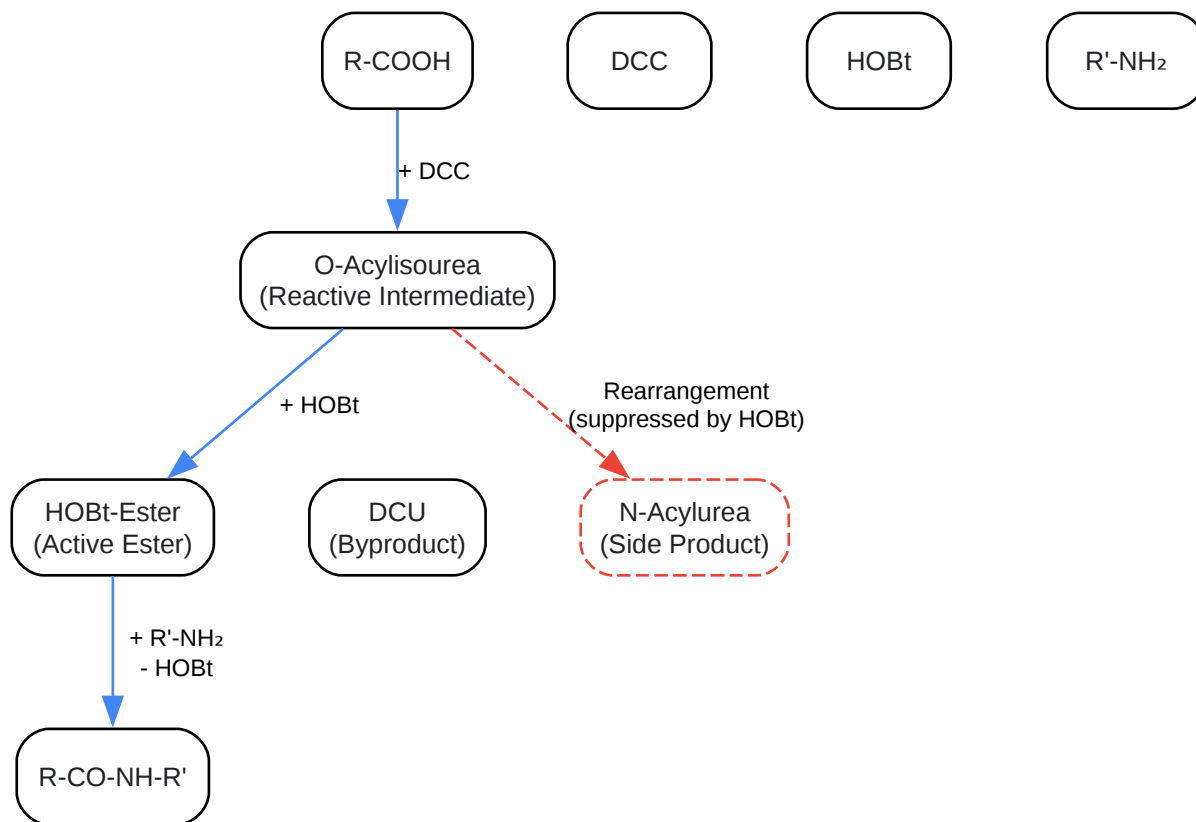 R-COOH
DCC
HOBt
R'-NH₂
+ DCC
O-Acylisourea
(Reactive Intermediate)
+ HOBt
Rearrangement
(suppressed by HOBt)
HOBt-Ester
(Active Ester)
DCU
(Byproduct)
N-Acylurea
(Side Product)
+ R'-NH₂
- HOBt
R-CO-NH-R'